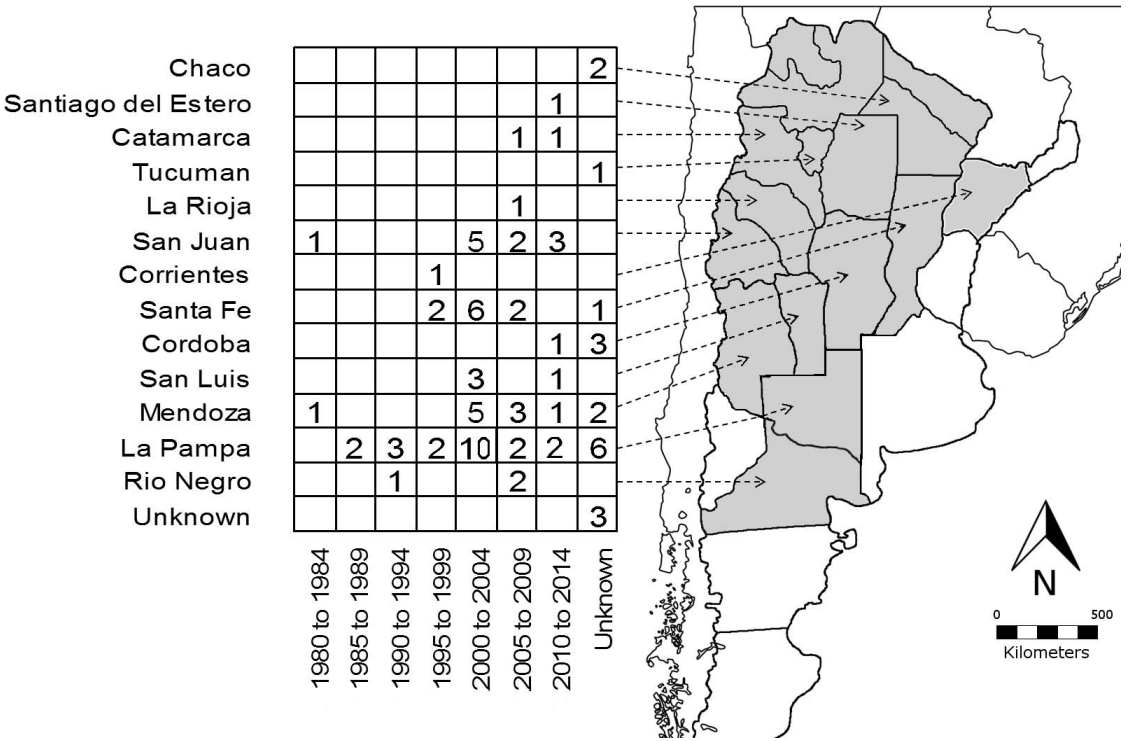 Chaco 2
Santiago del Estero 1
Catamarca 1 1
Tucuman 1
La Rioja 1
San Juan 1 5 2 3
Corrientes 1
Santa Fe 2 6 2 1
Cordoba 1 3
San Luis 3 1
Mendoza 1 5 3 1 2
La Pampa 2 3 2 10 2 2 6
Rio Negro 1 2
Unknown 3
1980 to 1984
1985 to 1989
1990 to 1994
1995 to 1999
2000 to 2004
2005 to 2009
2010 to 2014
Unknown
N
0 500
Kilometers